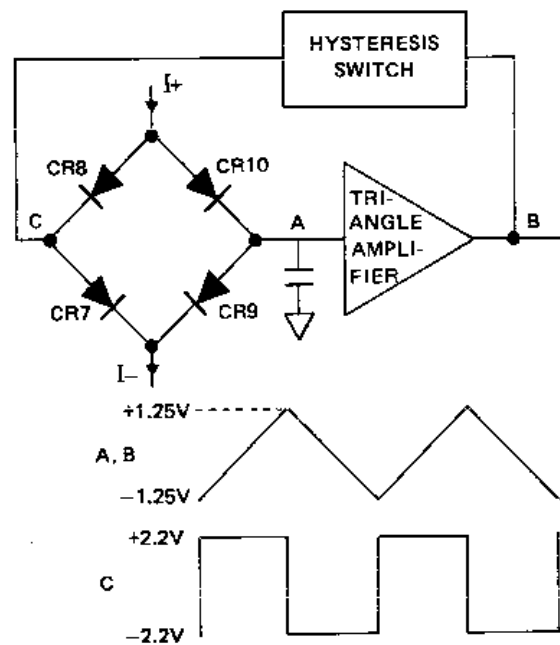 HYSTERESIS
SWITCH
I+
CR8
CR10
C
A
B
TRI-
ANGLE
AMPLI-
FIER
CR7
CR9
I–
+1.25V
A, B
–1.25V
+2.2V
C
–2.2V